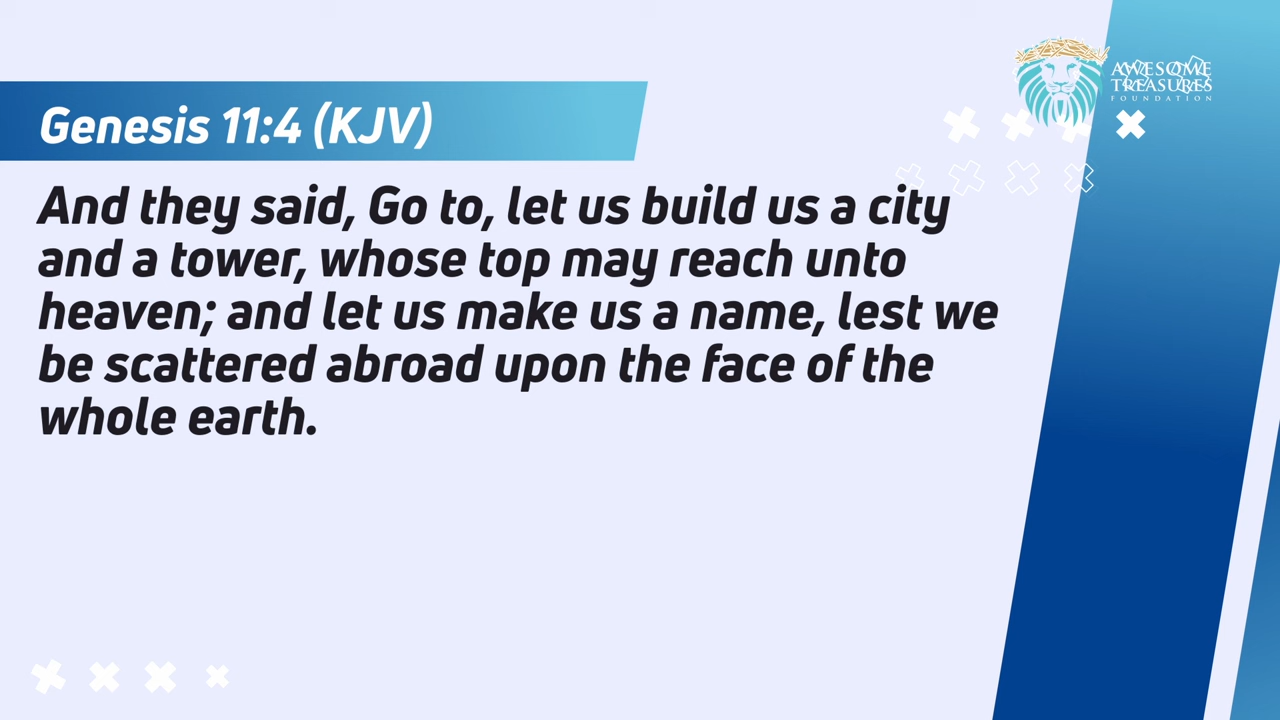 AWESOME
TREASURES
FOUNDATION
Genesis 11:4 (KJV)
And they said, Go to, let us build us a city
and a tower, whose top may reach unto
heaven; and let us make us a name, lest we
be scattered abroad upon the face of the
whole earth.